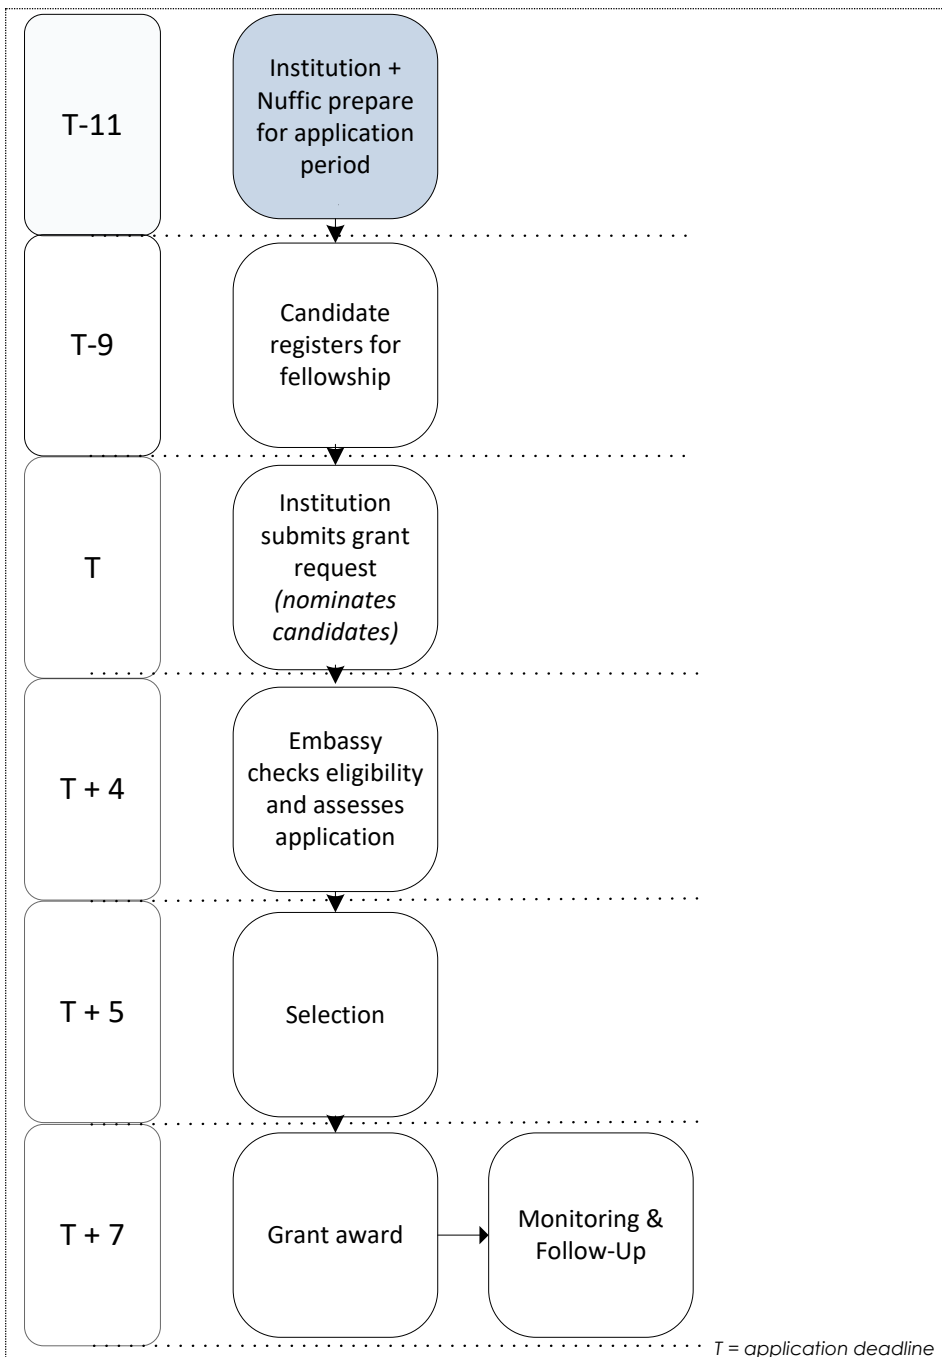 T-11
Institution +
Nuffic prepare
for application
period
T-9
Candidate
registers for
fellowship
T
Institution
submits grant
request
(nominates
candidates)
T + 4
Embassy
checks eligibility
and assesses
application
T + 5
Selection
T + 7
Grant award
Monitoring &
Follow-Up
T = application deadline